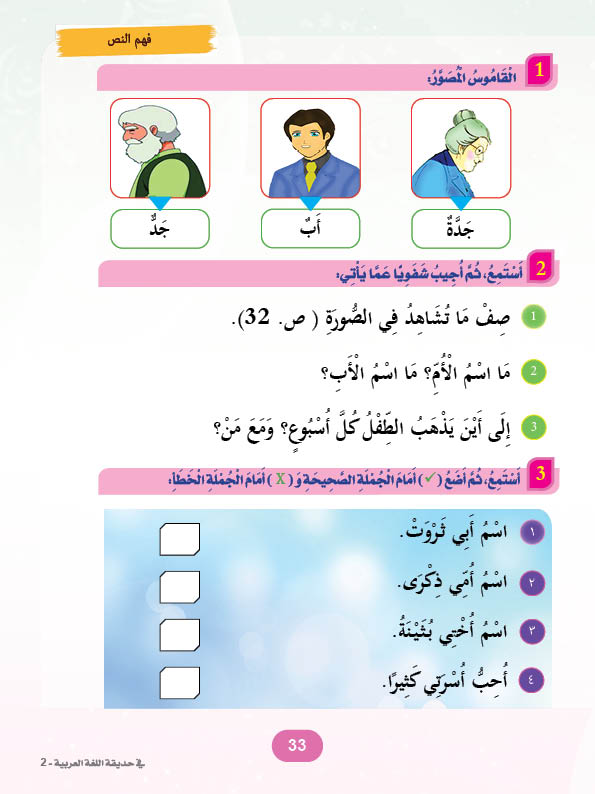 فهم النص
1 الْقَامُوسُ الْمُصَوَّرُ:
جَدَّةٌ
أَبٌ
جَدٌّ
2 أَسْتَمِعُ، ثُمَّ أُجِيبُ شَفَوِيًّا عَمَّا يَأْتِي:
1 صِفْ مَا تُشَاهِدُ فِي الصُّورَةِ ( ص. 32).
2 مَا اسْمُ الْأُمِّ؟ مَا اسْمُ الْأَبِ؟
3 إِلَى أَيْنَ يَذْهَبُ الطِّفْلُ كُلَّ أُسْبُوعٍ؟ وَمَعَ مَنْ؟
3 أَسْتَمِعُ، ثُمَّ أَضَعُ (✓) أَمَامَ الْجُمْلَةِ الصَّحِيحَةِ وَ (X) أَمَامَ الْجُمْلَةِ الْخَطَأِ:
١ اسْمُ أَبِي ثَرْوَتْ.
٢ اسْمُ أُمِّي ذِكْرَى.
٣ اسْمُ أُخْتِي بُثَيْنَةُ.
٤ أُحِبُّ أُسْرَتِي كَثِيرًا.
33
في حديقة اللغة العربية - 2